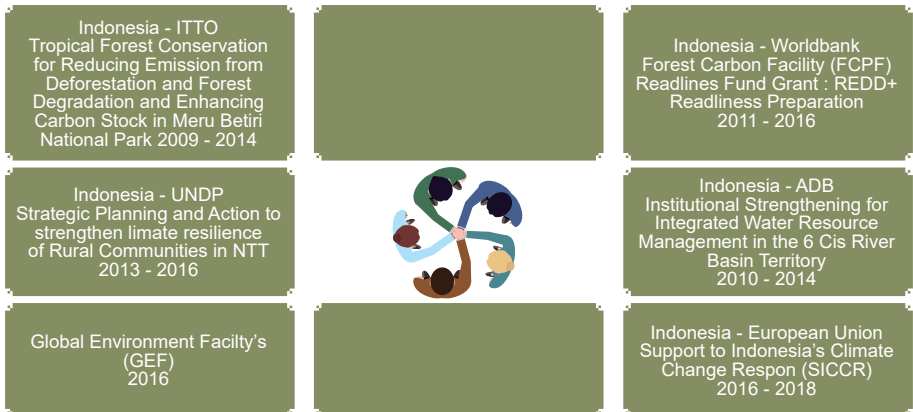 Indonesia - ITTO
Tropical Forest Conservation
for Reducing Emission from
Deforestation and Forest
Degradation and Enhancing
Carbon Stock in Meru Betiri
National Park 2009 - 2014
Indonesia - Worldbank
Forest Carbon Facility (FCPF)
Readlines Fund Grant : REDD+
Readiness Preparation
2011 - 2016
Indonesia - UNDP
Strategic Planning and Action to
strengthen limate resilience
of Rural Communities in NTT
2013 - 2016
Indonesia - ADB
Institutional Strengthening for
Integrated Water Resource
Management in the 6 Cis River
Basin Territory
2010 - 2014
Global Environment Facilty's
(GEF)
2016
Indonesia - European Union
Support to Indonesia's Climate
Change Respon (SICCR)
2016 - 2018